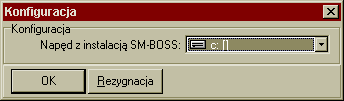 Konfiguracja
Konfiguracja
Napęd z instalacją SM-BOSS: c: []
OK Rezygnacja